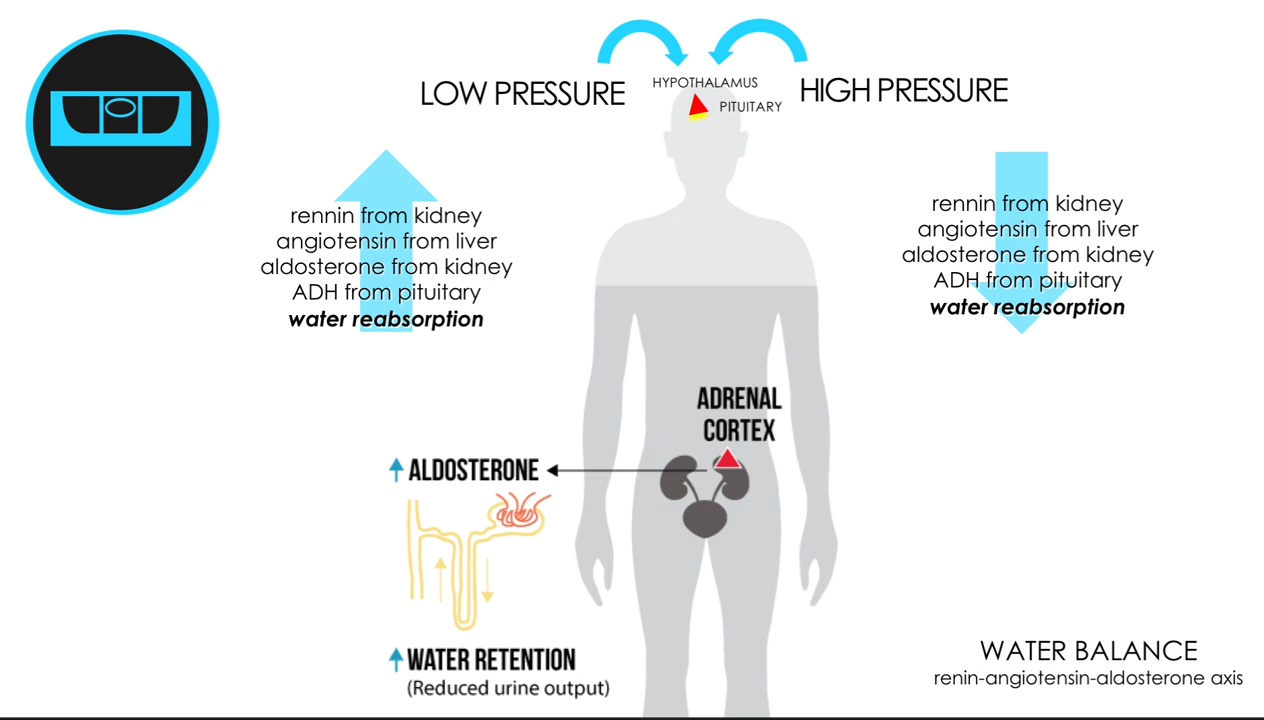 LOW PRESSURE
HYPOTHALAMUS
PITUITARY
HIGH PRESSURE
rennin from kidney
angiotensin from liver
aldosterone from kidney
ADH from pituitary
water reabsorption
rennin from kidney
angiotensin from liver
aldosterone from kidney
ADH from pituitary
water reabsorption
ADRENAL
CORTEX
ALDOSTERONE
WATER RETENTION
(Reduced urine output)
WATER BALANCE
renin-angiotensin-aldosterone axis